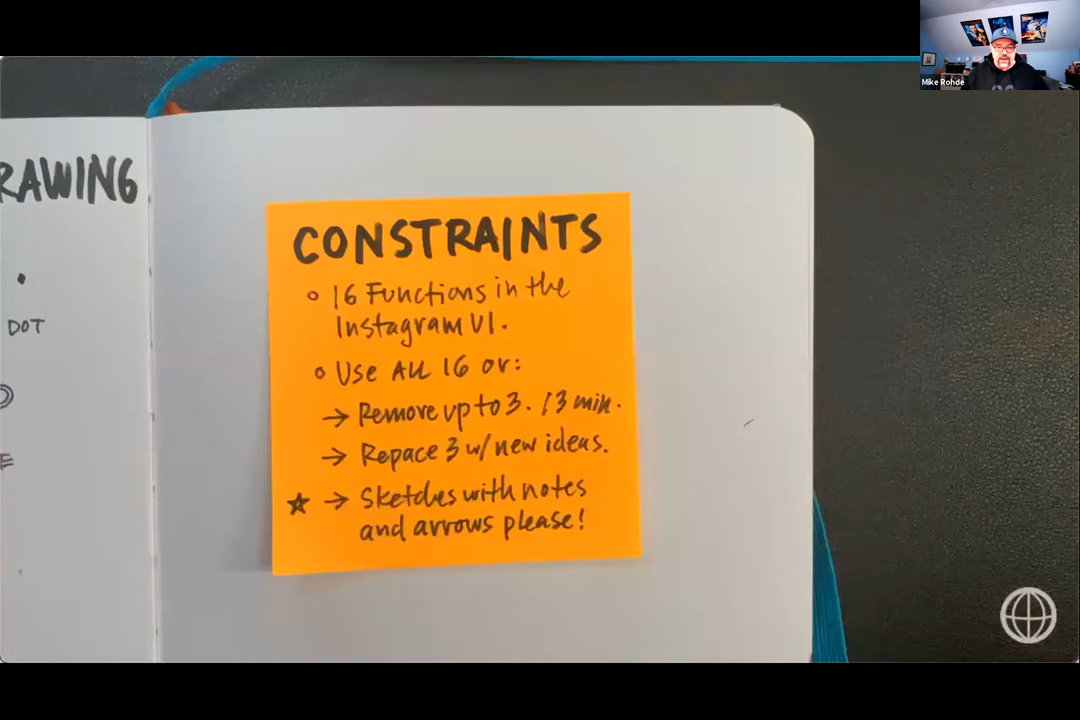 Mike Rohde
RAWING
DOT
E
CONSTRAINTS
16 Functions in the
Instagram UI.
Use ALL 16 or:
→ Remove up to 3. 13 min.
→ Repace 3 w/ new ideas.
★ → Sketches with notes
and arrows please!